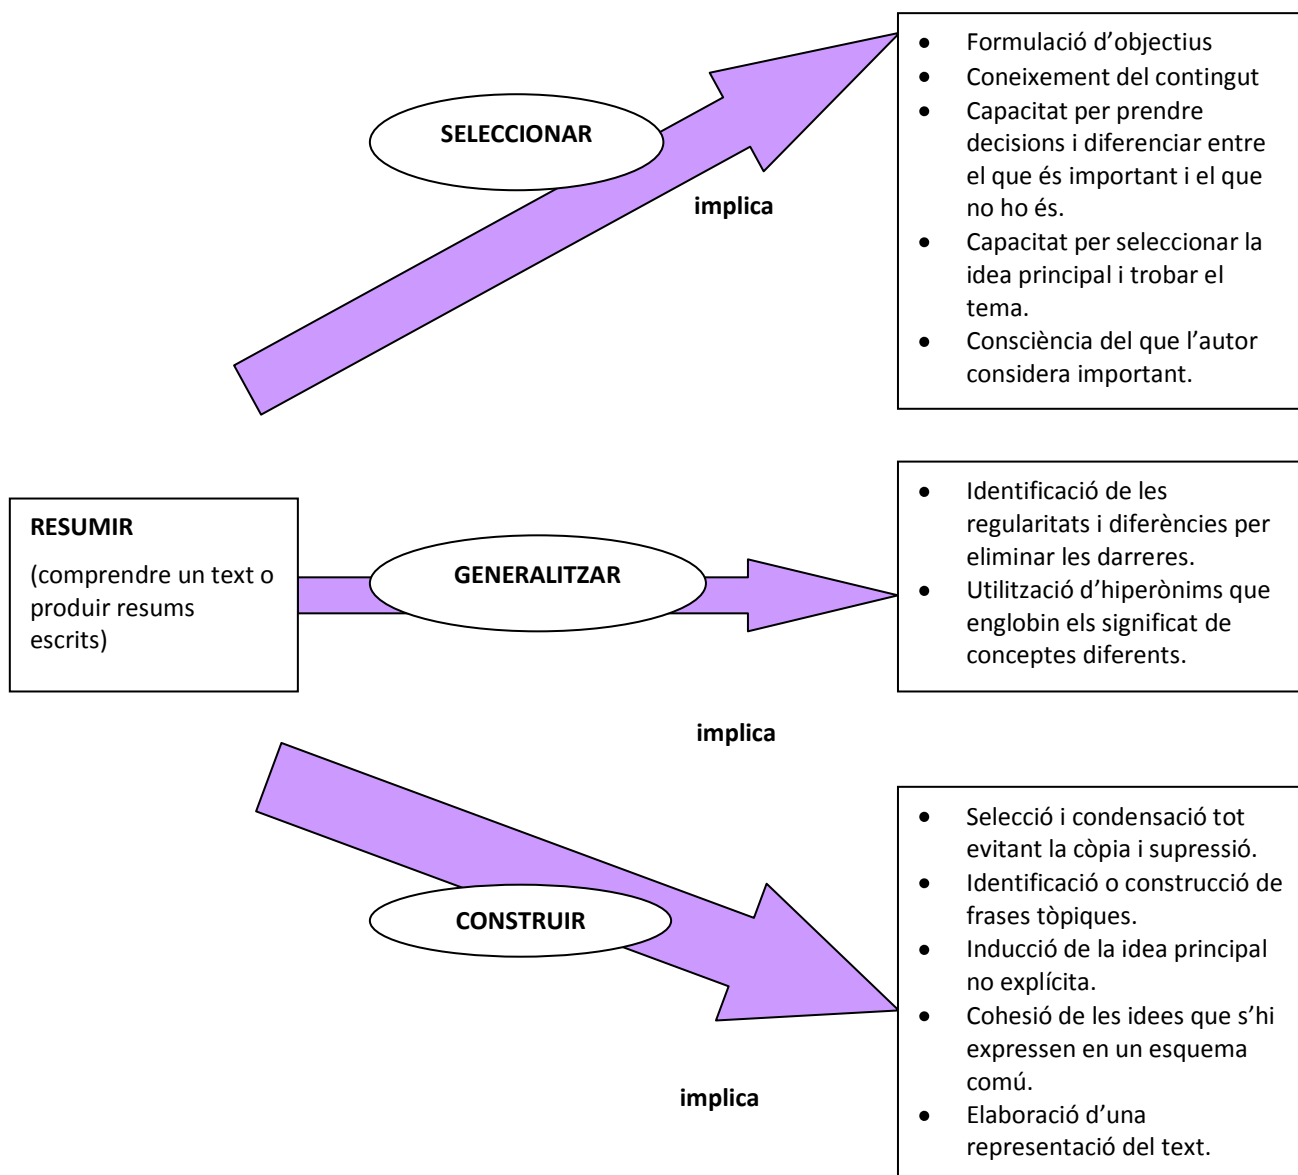 SELECCIONAR
implica
● Formulació d’objectius
● Coneixement del contingut
● Capacitat per prendre
decisions i diferenciar entre
el que és important i el que
no ho és.
● Capacitat per seleccionar la
idea principal i trobar el
tema.
● Consciència del que l’autor
considera important.
RESUMIR
(comprendre un text o
produir resums
escrits)
GENERALITZAR
implica
● Identificació de les
regularitats i diferències per
eliminar les darreres.
● Utilització d’hiperònims que
englobin els significat de
conceptes diferents.
CONSTRUIR
implica
● Selecció i condensació tot
evitant la còpia i supressió.
● Identificació o construcció de
frases tòpiques.
● Inducció de la idea principal
no explícita.
● Cohesió de les idees que s’hi
expressen en un esquema
comú.
● Elaboració d’una
representació del text.